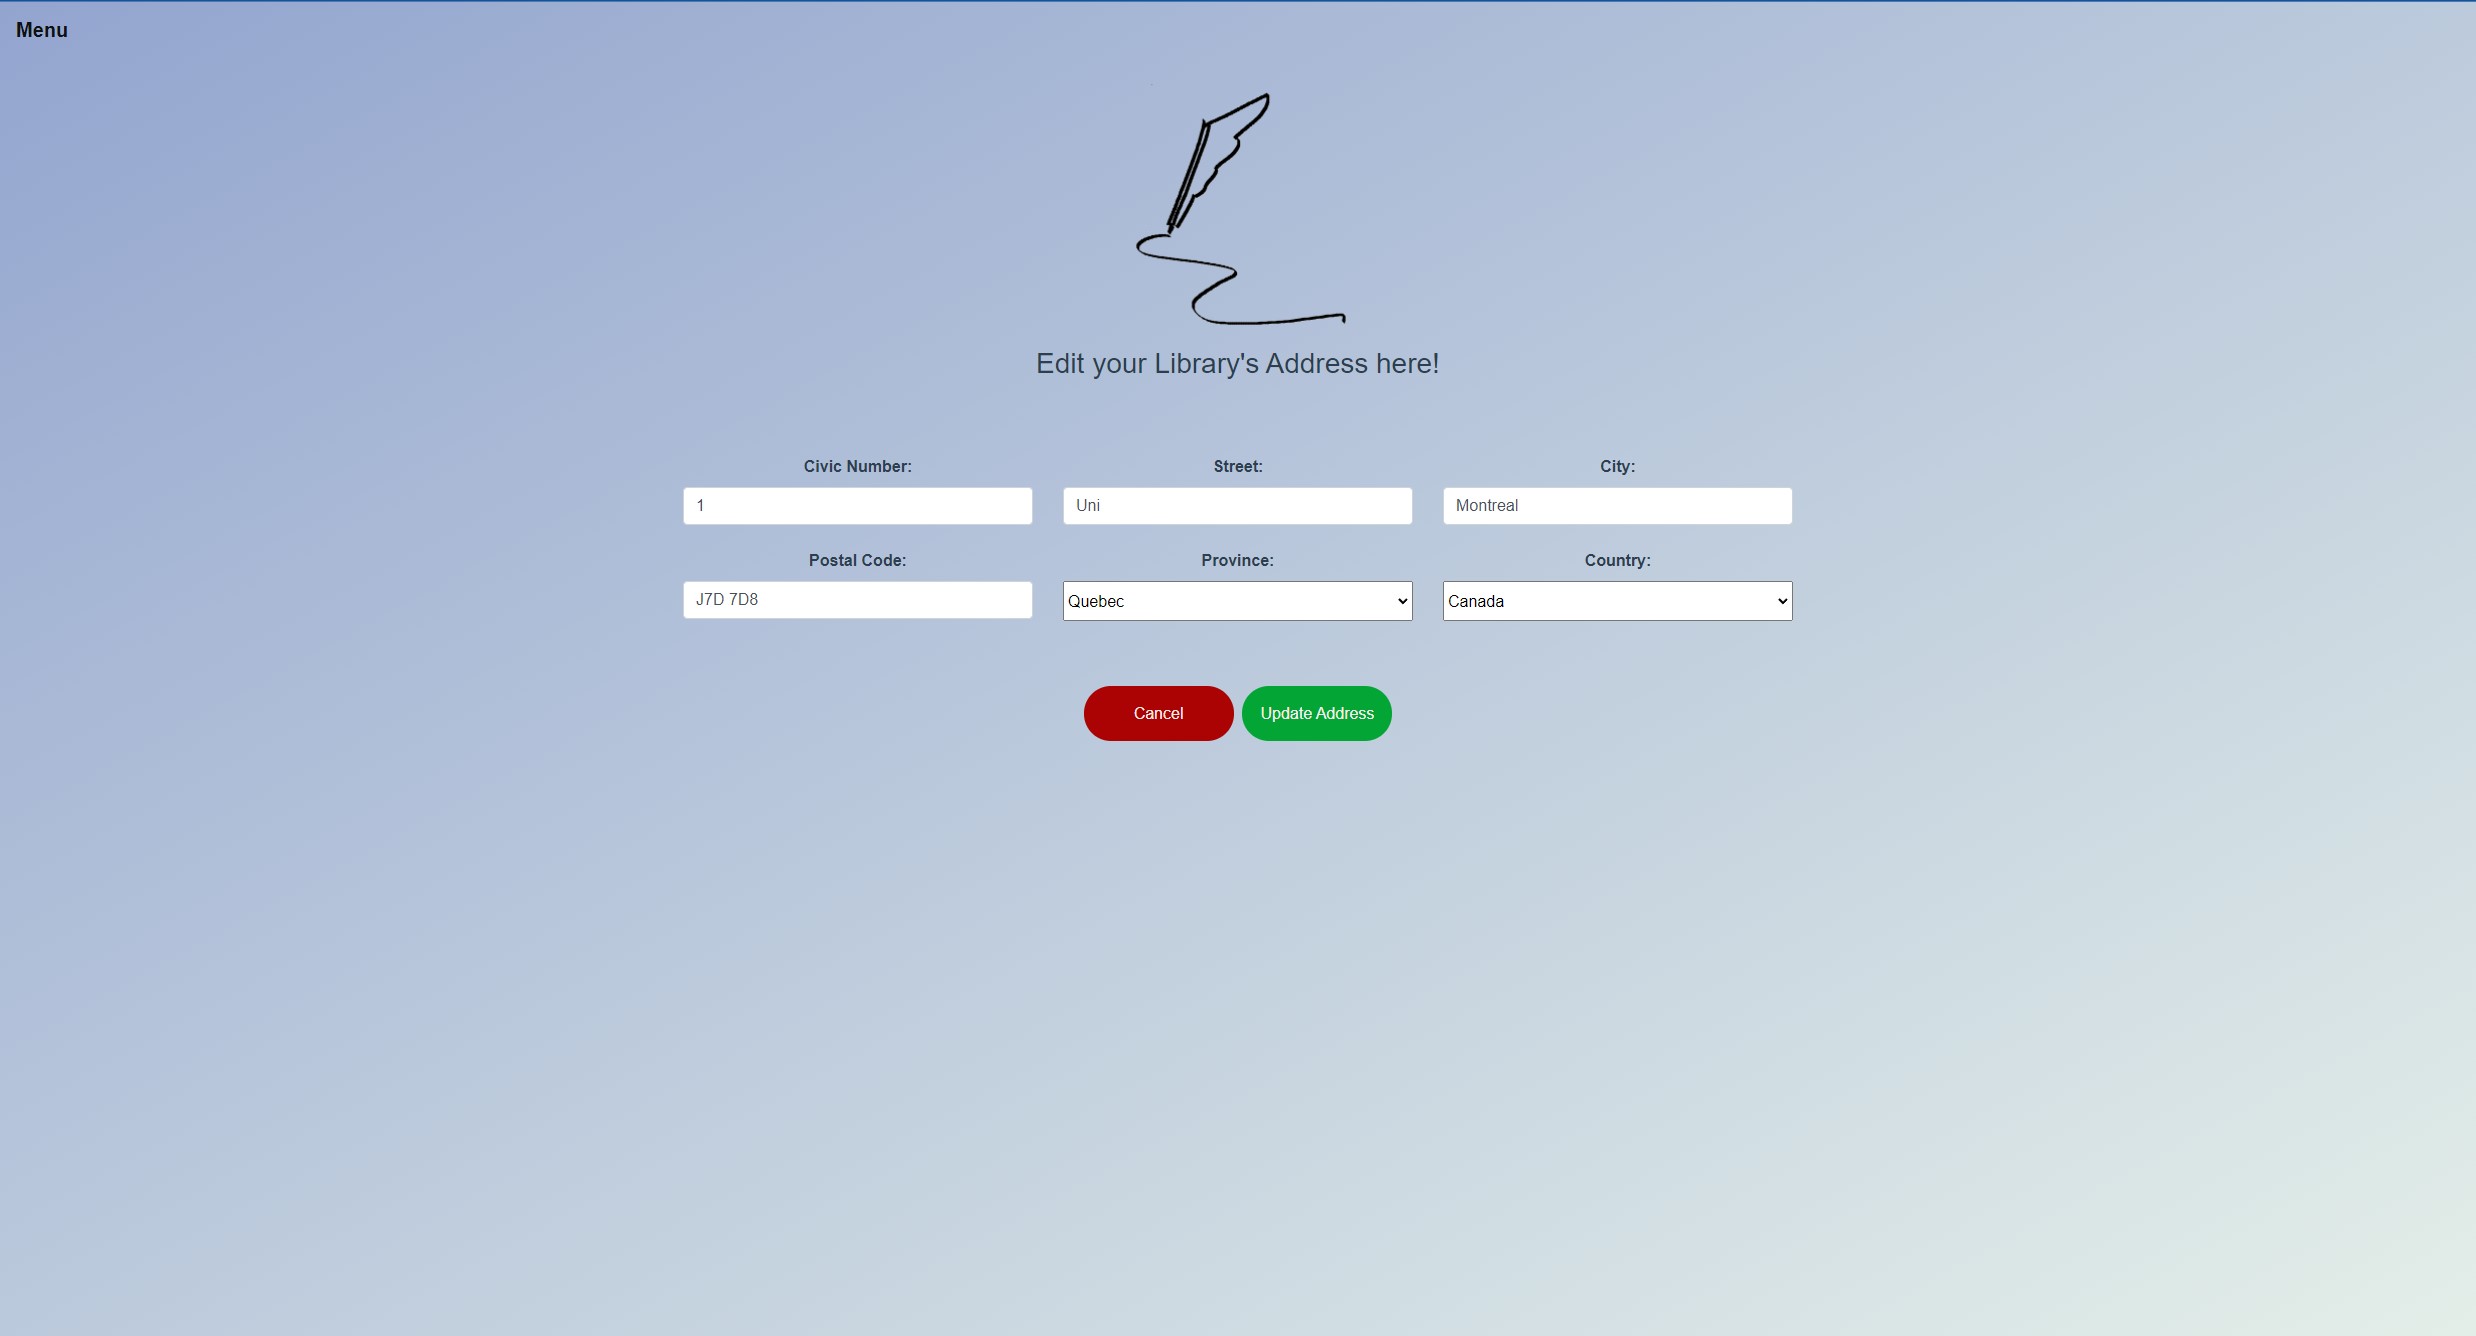 Menu
Edit your Library's Address here!
Civic Number: Street: City:
1 Uni Montreal
Postal Code: Province: Country:
J7D 7D8 Quebec Canada
Cancel Update Address